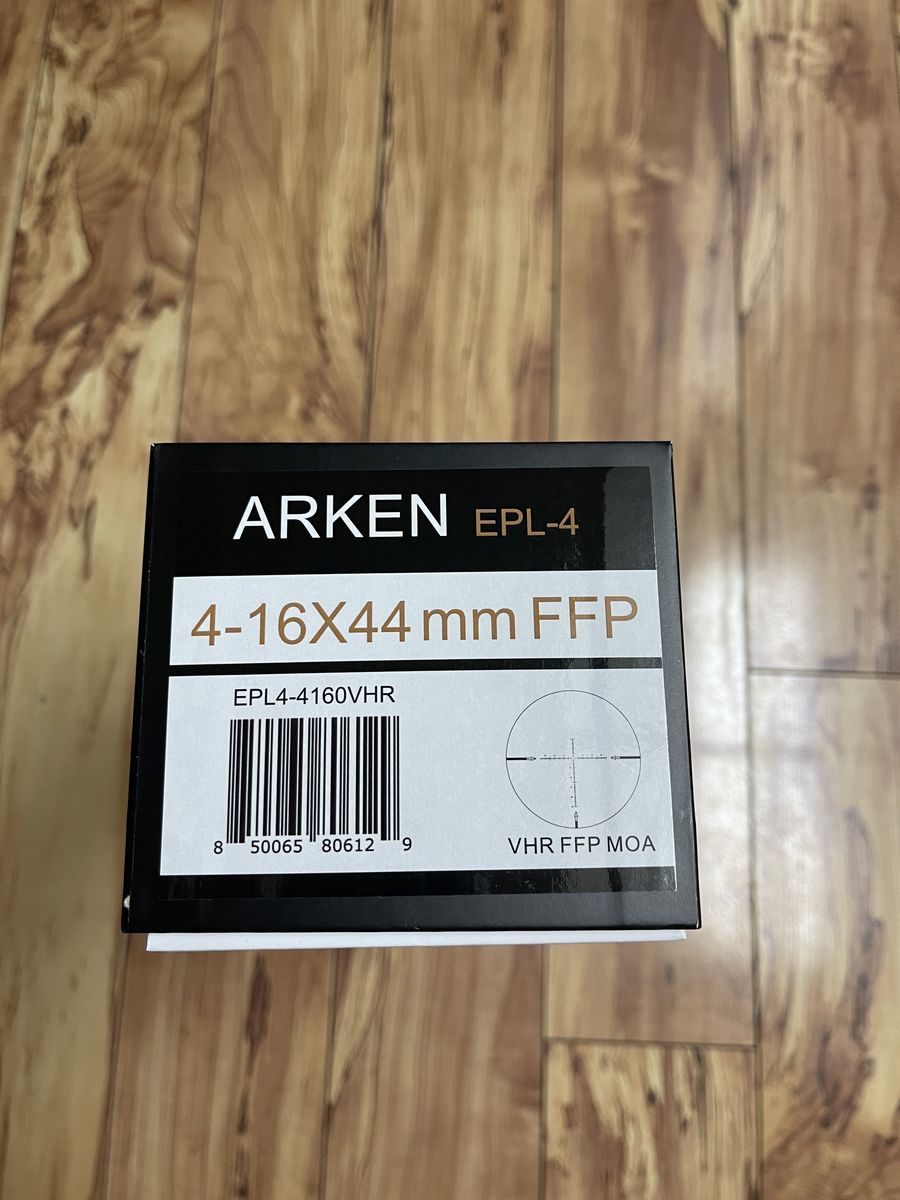 ARKEN EPL-4
4-16X44mm FFP
EPL4-4160VHR
8 50065 80612 9
VHR FFP MOA